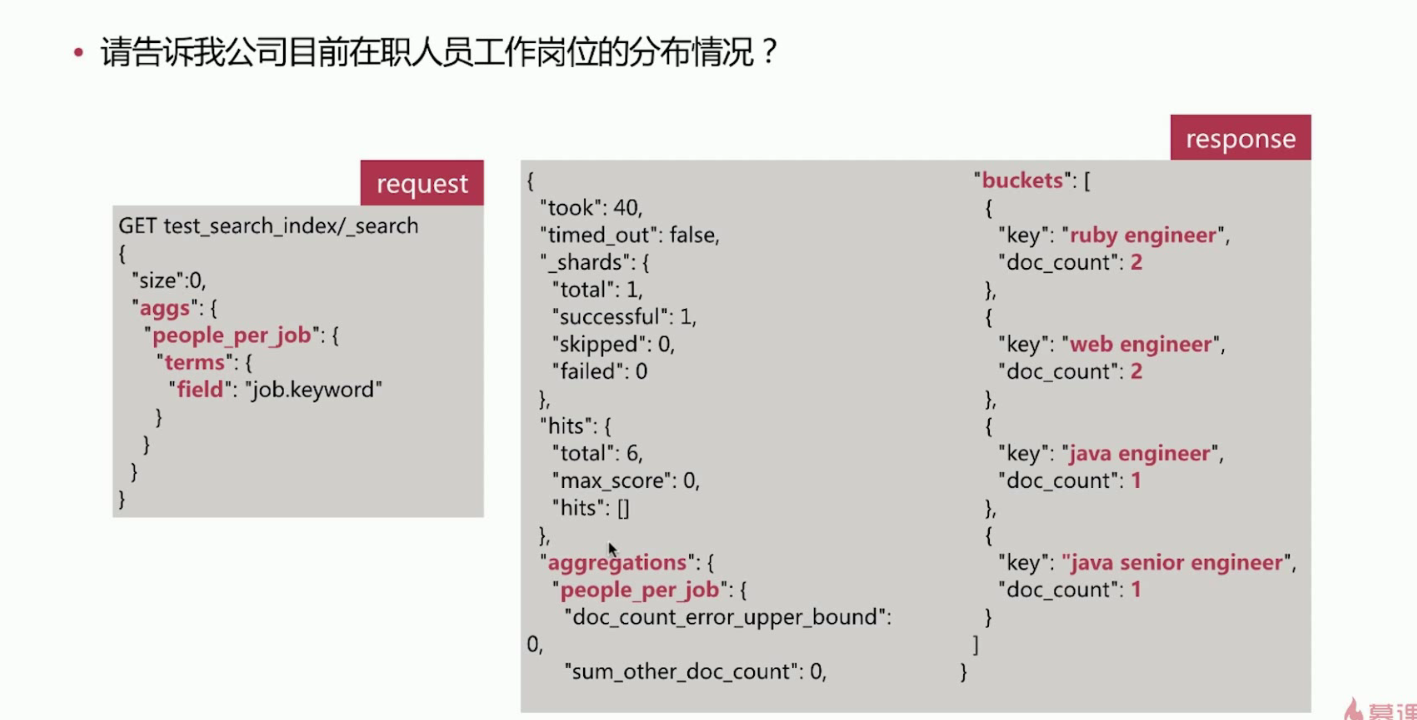 • 请告诉我公司目前在职人员工作岗位的分布情况？
request
GET test_search_index/_search
{
"size":0,
"aggs": {
"people_per_job": {
"terms": {
"field": "job.keyword"
}
}
}
}
response
{
"took": 40,
"timed_out": false,
"_shards": {
"total": 1,
"successful": 1,
"skipped": 0,
"failed": 0
},
"hits": {
"total": 6,
"max_score": 0,
"hits": []
},
"aggregations": {
"people_per_job": {
"doc_count_error_upper_bound":
0,
"sum_other_doc_count": 0,
"buckets": [
{
"key": "ruby engineer",
"doc_count": 2
},
{
"key": "web engineer",
"doc_count": 2
},
{
"key": "java engineer",
"doc_count": 1
},
{
"key": "java senior engineer",
"doc_count": 1
}
]
}